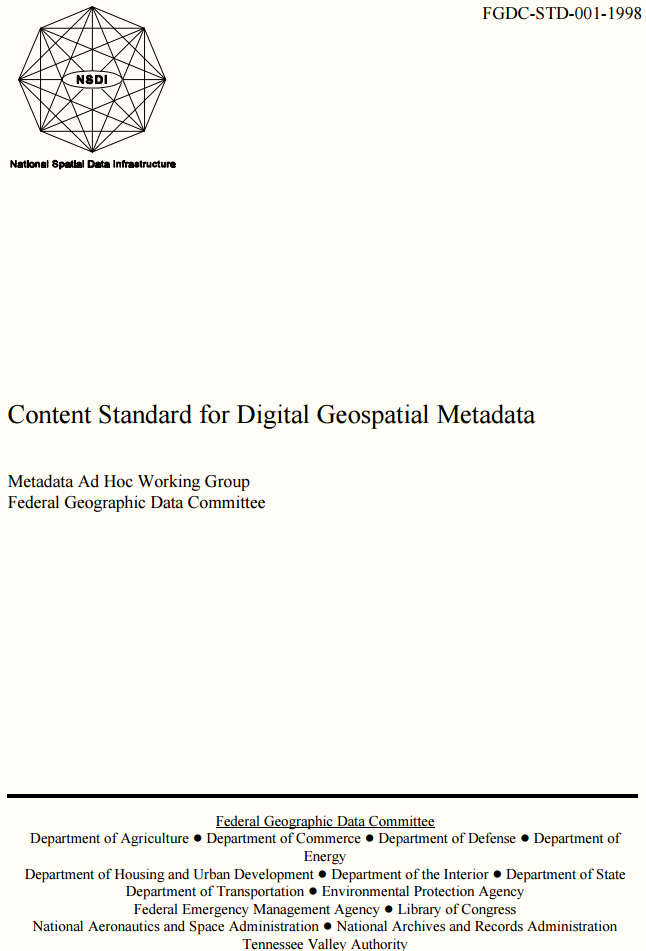 FGDC-STD-001-1998
NSDI
National Spatial Data Infrastructure
Content Standard for Digital Geospatial Metadata
Metadata Ad Hoc Working Group
Federal Geographic Data Committee
Federal Geographic Data Committee
Department of Agriculture ● Department of Commerce ● Department of Defense ● Department of
Energy
Department of Housing and Urban Development ● Department of the Interior ● Department of State
Department of Transportation ● Environmental Protection Agency
Federal Emergency Management Agency ● Library of Congress
National Aeronautics and Space Administration ● National Archives and Records Administration
Tennessee Valley Authority